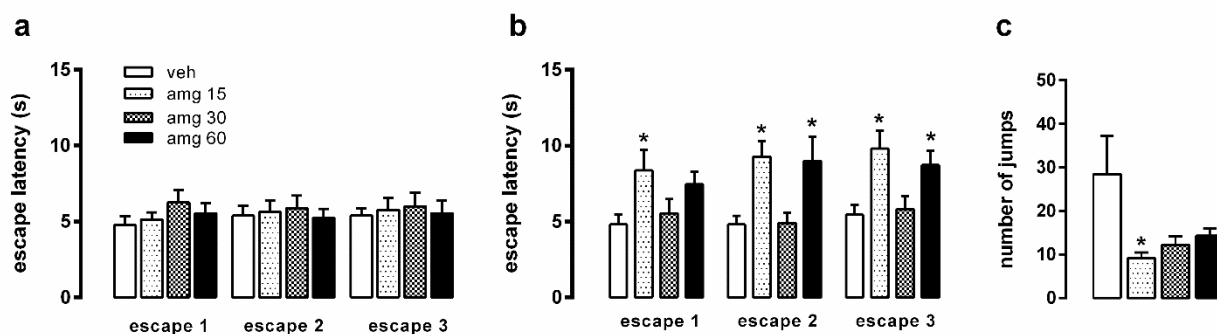 a
escape latency (s)
15
10
5
0
veh
amg 15
amg 30
amg 60
escape 1 escape 2 escape 3
b
escape latency (s)
15
10
5
0
*
* *
* *
escape 1 escape 2 escape 3
c
number of jumps
50
40
30
20
10
0
*